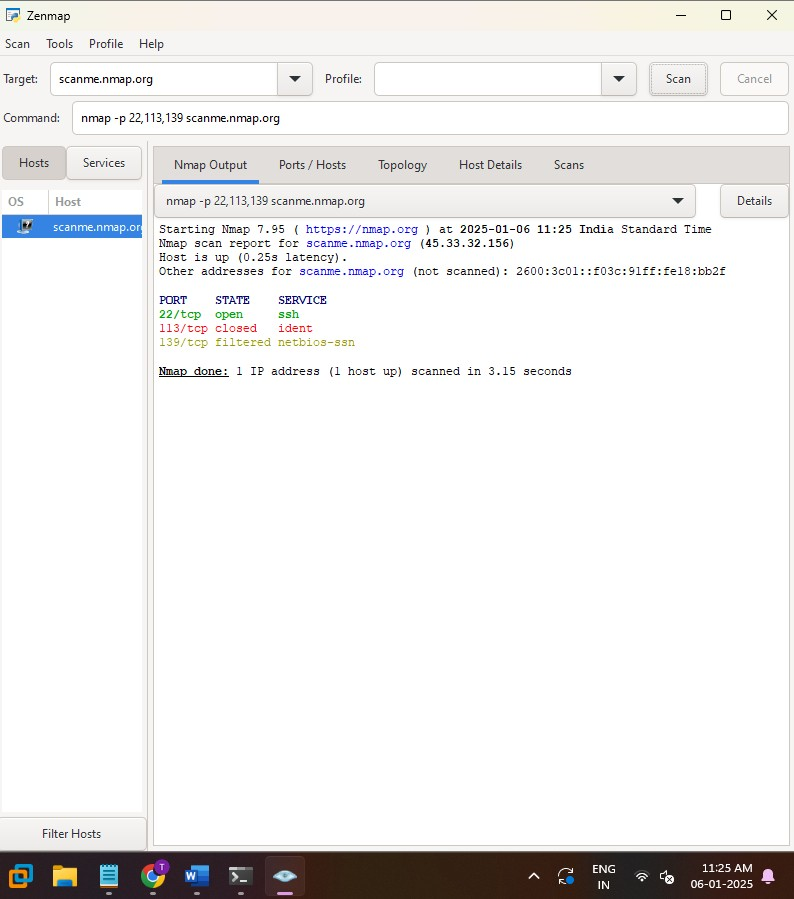 Zenmap
Scan Tools Profile Help
Target: scanme.nmap.org Profile: Scan Cancel
Command: nmap -p 22,113,139 scanme.nmap.org
Hosts Services
OS Host
scanme.nmap.org
Nmap Output Ports / Hosts Topology Host Details Scans
nmap -p 22,113,139 scanme.nmap.org Details
Starting Nmap 7.95 ( https://nmap.org ) at 2025-01-06 11:25 India Standard Time
Nmap scan report for scanme.nmap.org (45.33.32.156)
Host is up (0.25s latency).
Other addresses for scanme.nmap.org (not scanned): 2600:3c01::f03c:91ff:fe18:bb2f
PORT STATE SERVICE
22/tcp open ssh
113/tcp closed ident
139/tcp filtered netbios-ssn
Nmap done: 1 IP address (1 host up) scanned in 3.15 seconds
Filter Hosts
T
W
ENG
IN
11:25 AM
06-01-2025